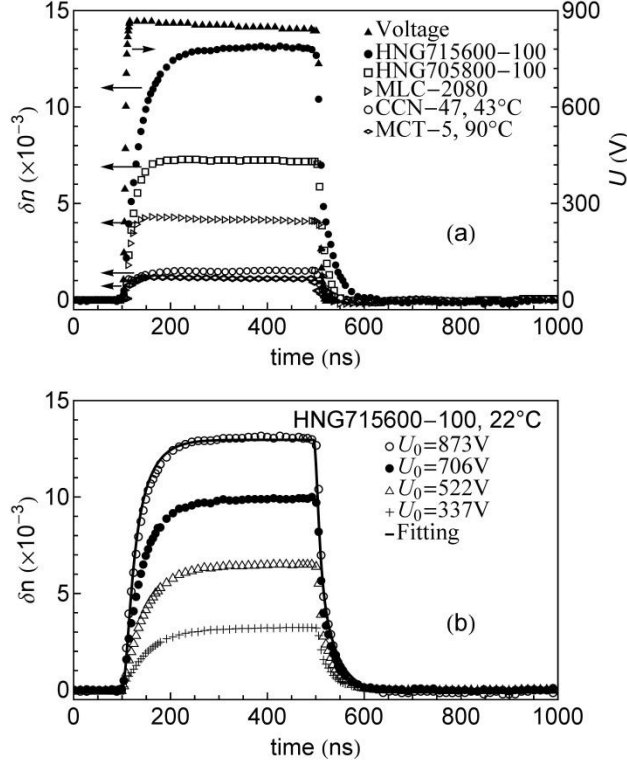 15
900
▲ Voltage
● HNG715600−100
□ HNG705800−100
▷ MLC−2080
○ CCN−47, 43°C
⋄ MCT−5, 90°C
10
600
5
300
0
0
δn (×10⁻³)
U (V)
(a)
0 200 400 600 800 1000
time (ns)
15
HNG715600−100, 22°C
○ U₀=873V
● U₀=706V
△ U₀=522V
+ U₀=337V
− Fitting
10
5
0
δn (×10⁻³)
(b)
0 200 400 600 800 1000
time (ns)